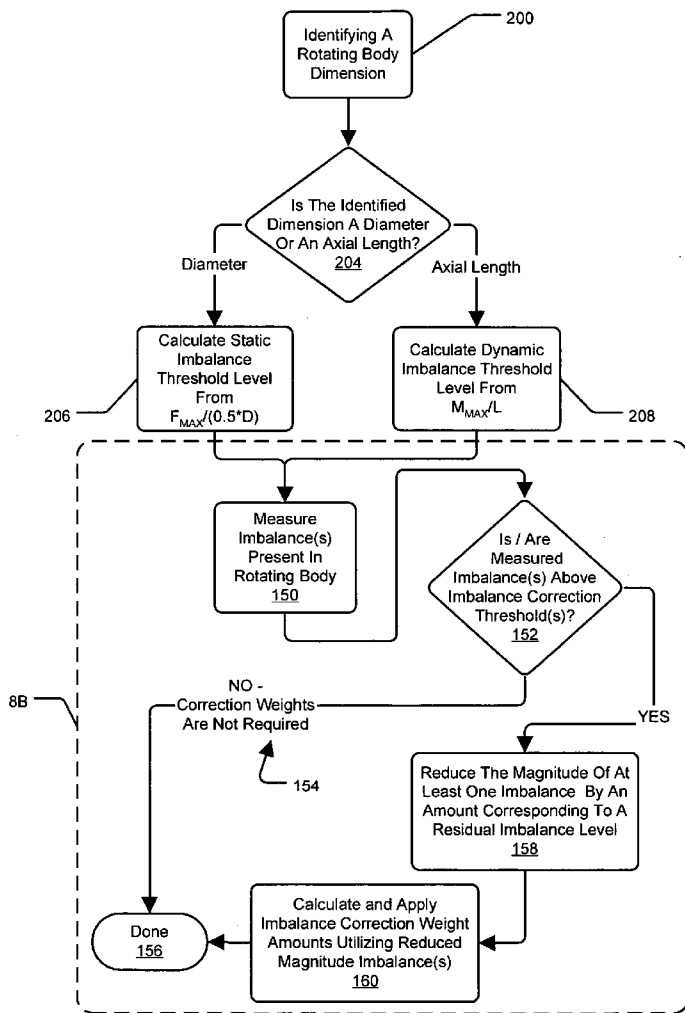 200
Identifying A
Rotating Body
Dimension
Is The Identified
Dimension A Diameter
Or An Axial Length?
204
Diameter
Axial Length
Calculate Static
Imbalance
Threshold Level
From
F_MAX/(0.5*D)
206
Calculate Dynamic
Imbalance Threshold
Level From
M_MAX/L
208
Measure
Imbalance(s)
Present In
Rotating Body
150
Is / Are
Measured
Imbalance(s) Above
Imbalance Correction
Threshold(s)?
152
8B
NO -
Correction Weights
Are Not Required
154
YES
Reduce The Magnitude Of At
Least One Imbalance By An
Amount Corresponding To A
Residual Imbalance Level
158
Calculate and Apply
Imbalance Correction Weight
Amounts Utilizing Reduced
Magnitude Imbalance(s)
160
Done
156